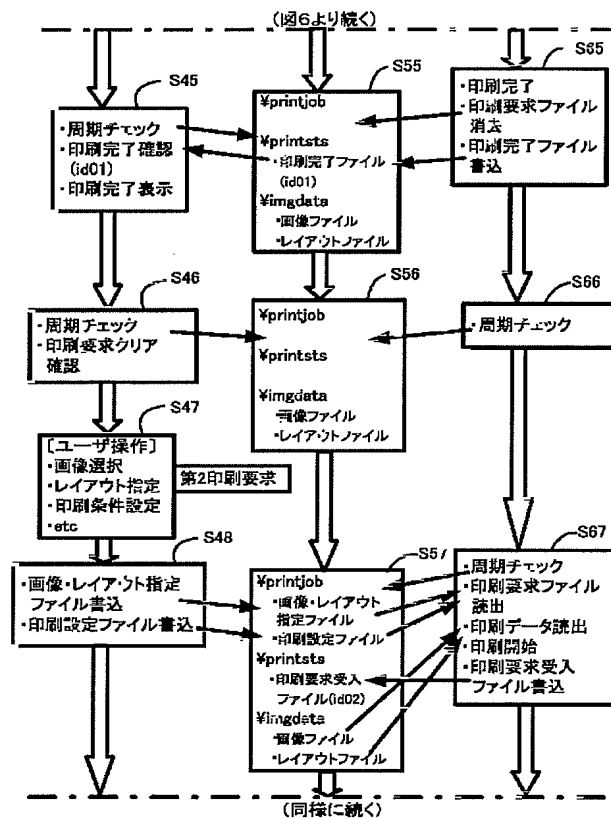 (図6より続く)
S45
・周期チェック
・印刷完了確認
(id01)
・印刷完了表示
S55
¥printjob
¥printsts
・印刷完了ファイル
(id01)
¥imgdata
・画像ファイル
・レイアウトファイル
S65
・印刷完了
・印刷要求ファイル
消去
・印刷完了ファイル
書込
S46
・周期チェック
・印刷要求クリア
確認
S56
¥printjob
¥printsts
¥imgdata
・画像ファイル
・レイアウトファイル
S66
・周期チェック
S47
[ユーザ操作]
・画像選択
・レイアウト指定
・印刷条件設定
・etc
第2印刷要求
S48
・画像・レイアウト指定
ファイル書込
・印刷設定ファイル書込
S57
¥printjob
・画像・レイアウト
指定ファイル
・印刷設定ファイル
¥printsts
・印刷要求受入
ファイル(id02)
¥imgdata
・画像ファイル
・レイアウトファイル
S67
・周期チェック
・印刷要求ファイル
読出
・印刷データ読出
・印刷開始
・印刷要求受入
ファイル書込
(同様に続く)